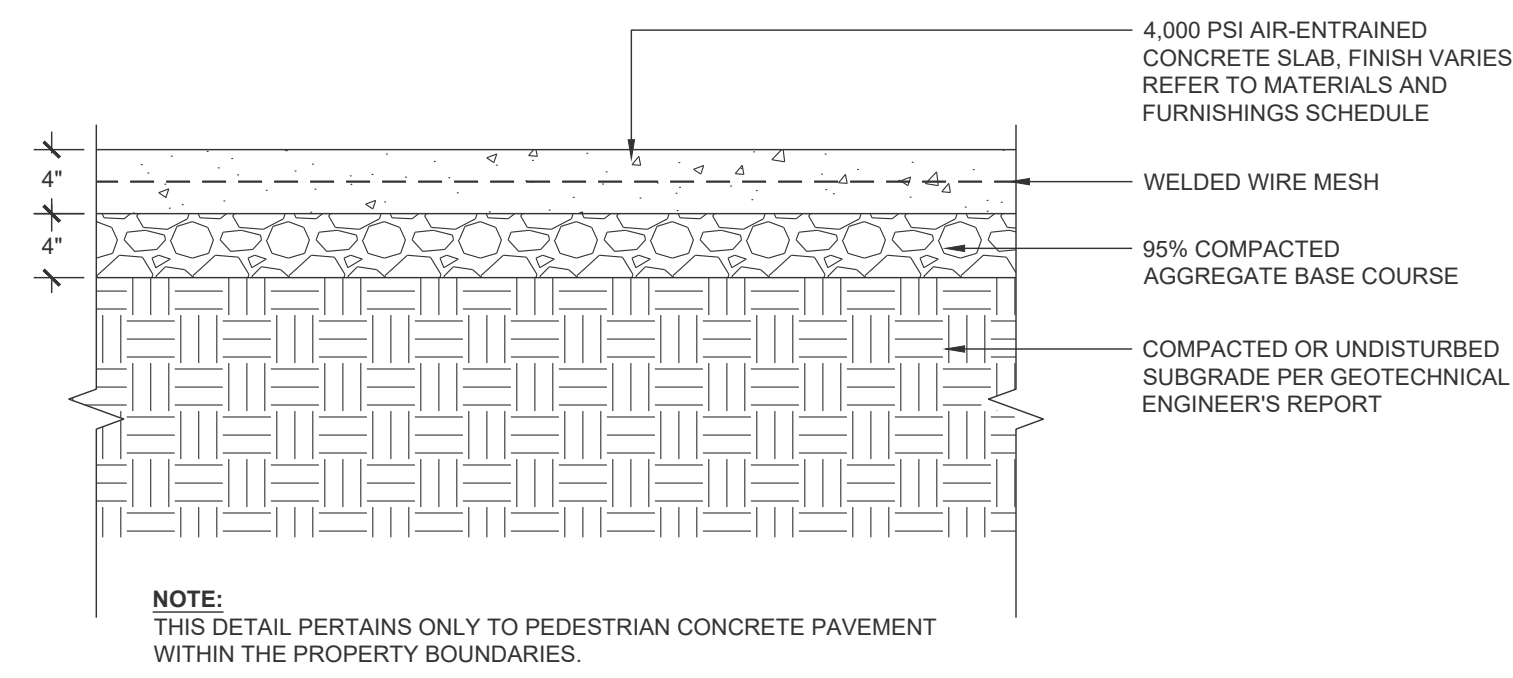 4,000 PSI AIR-ENTRAINED
CONCRETE SLAB, FINISH VARIES
REFER TO MATERIALS AND
FURNISHINGS SCHEDULE
4"
WELDED WIRE MESH
4"
95% COMPACTED
AGGREGATE BASE COURSE
COMPACTED OR UNDISTURBED
SUBGRADE PER GEOTECHNICAL
ENGINEER'S REPORT
NOTE:
THIS DETAIL PERTAINS ONLY TO PEDESTRIAN CONCRETE PAVEMENT
WITHIN THE PROPERTY BOUNDARIES.